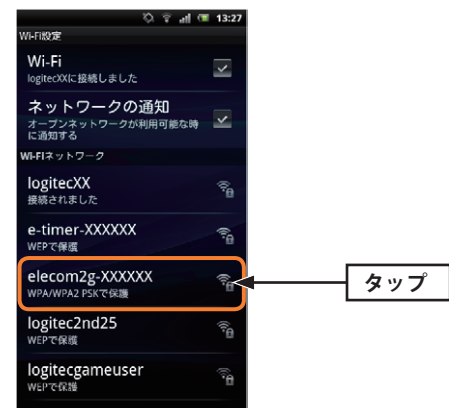 13:27
Wi-Fi設定
Wi-Fi
logitecXXに接続しました
ネットワークの通知
オープンネットワークが利用可能な時
に通知する
Wi-Fiネットワーク
logitecXX
接続されました
e-timer-XXXXXX
WEPで保護
elecom2g-XXXXXX
WPA/WPA2 PSKで保護
タップ
logitec2nd25
WEPで保護
logitecgameuser
WEPで保護